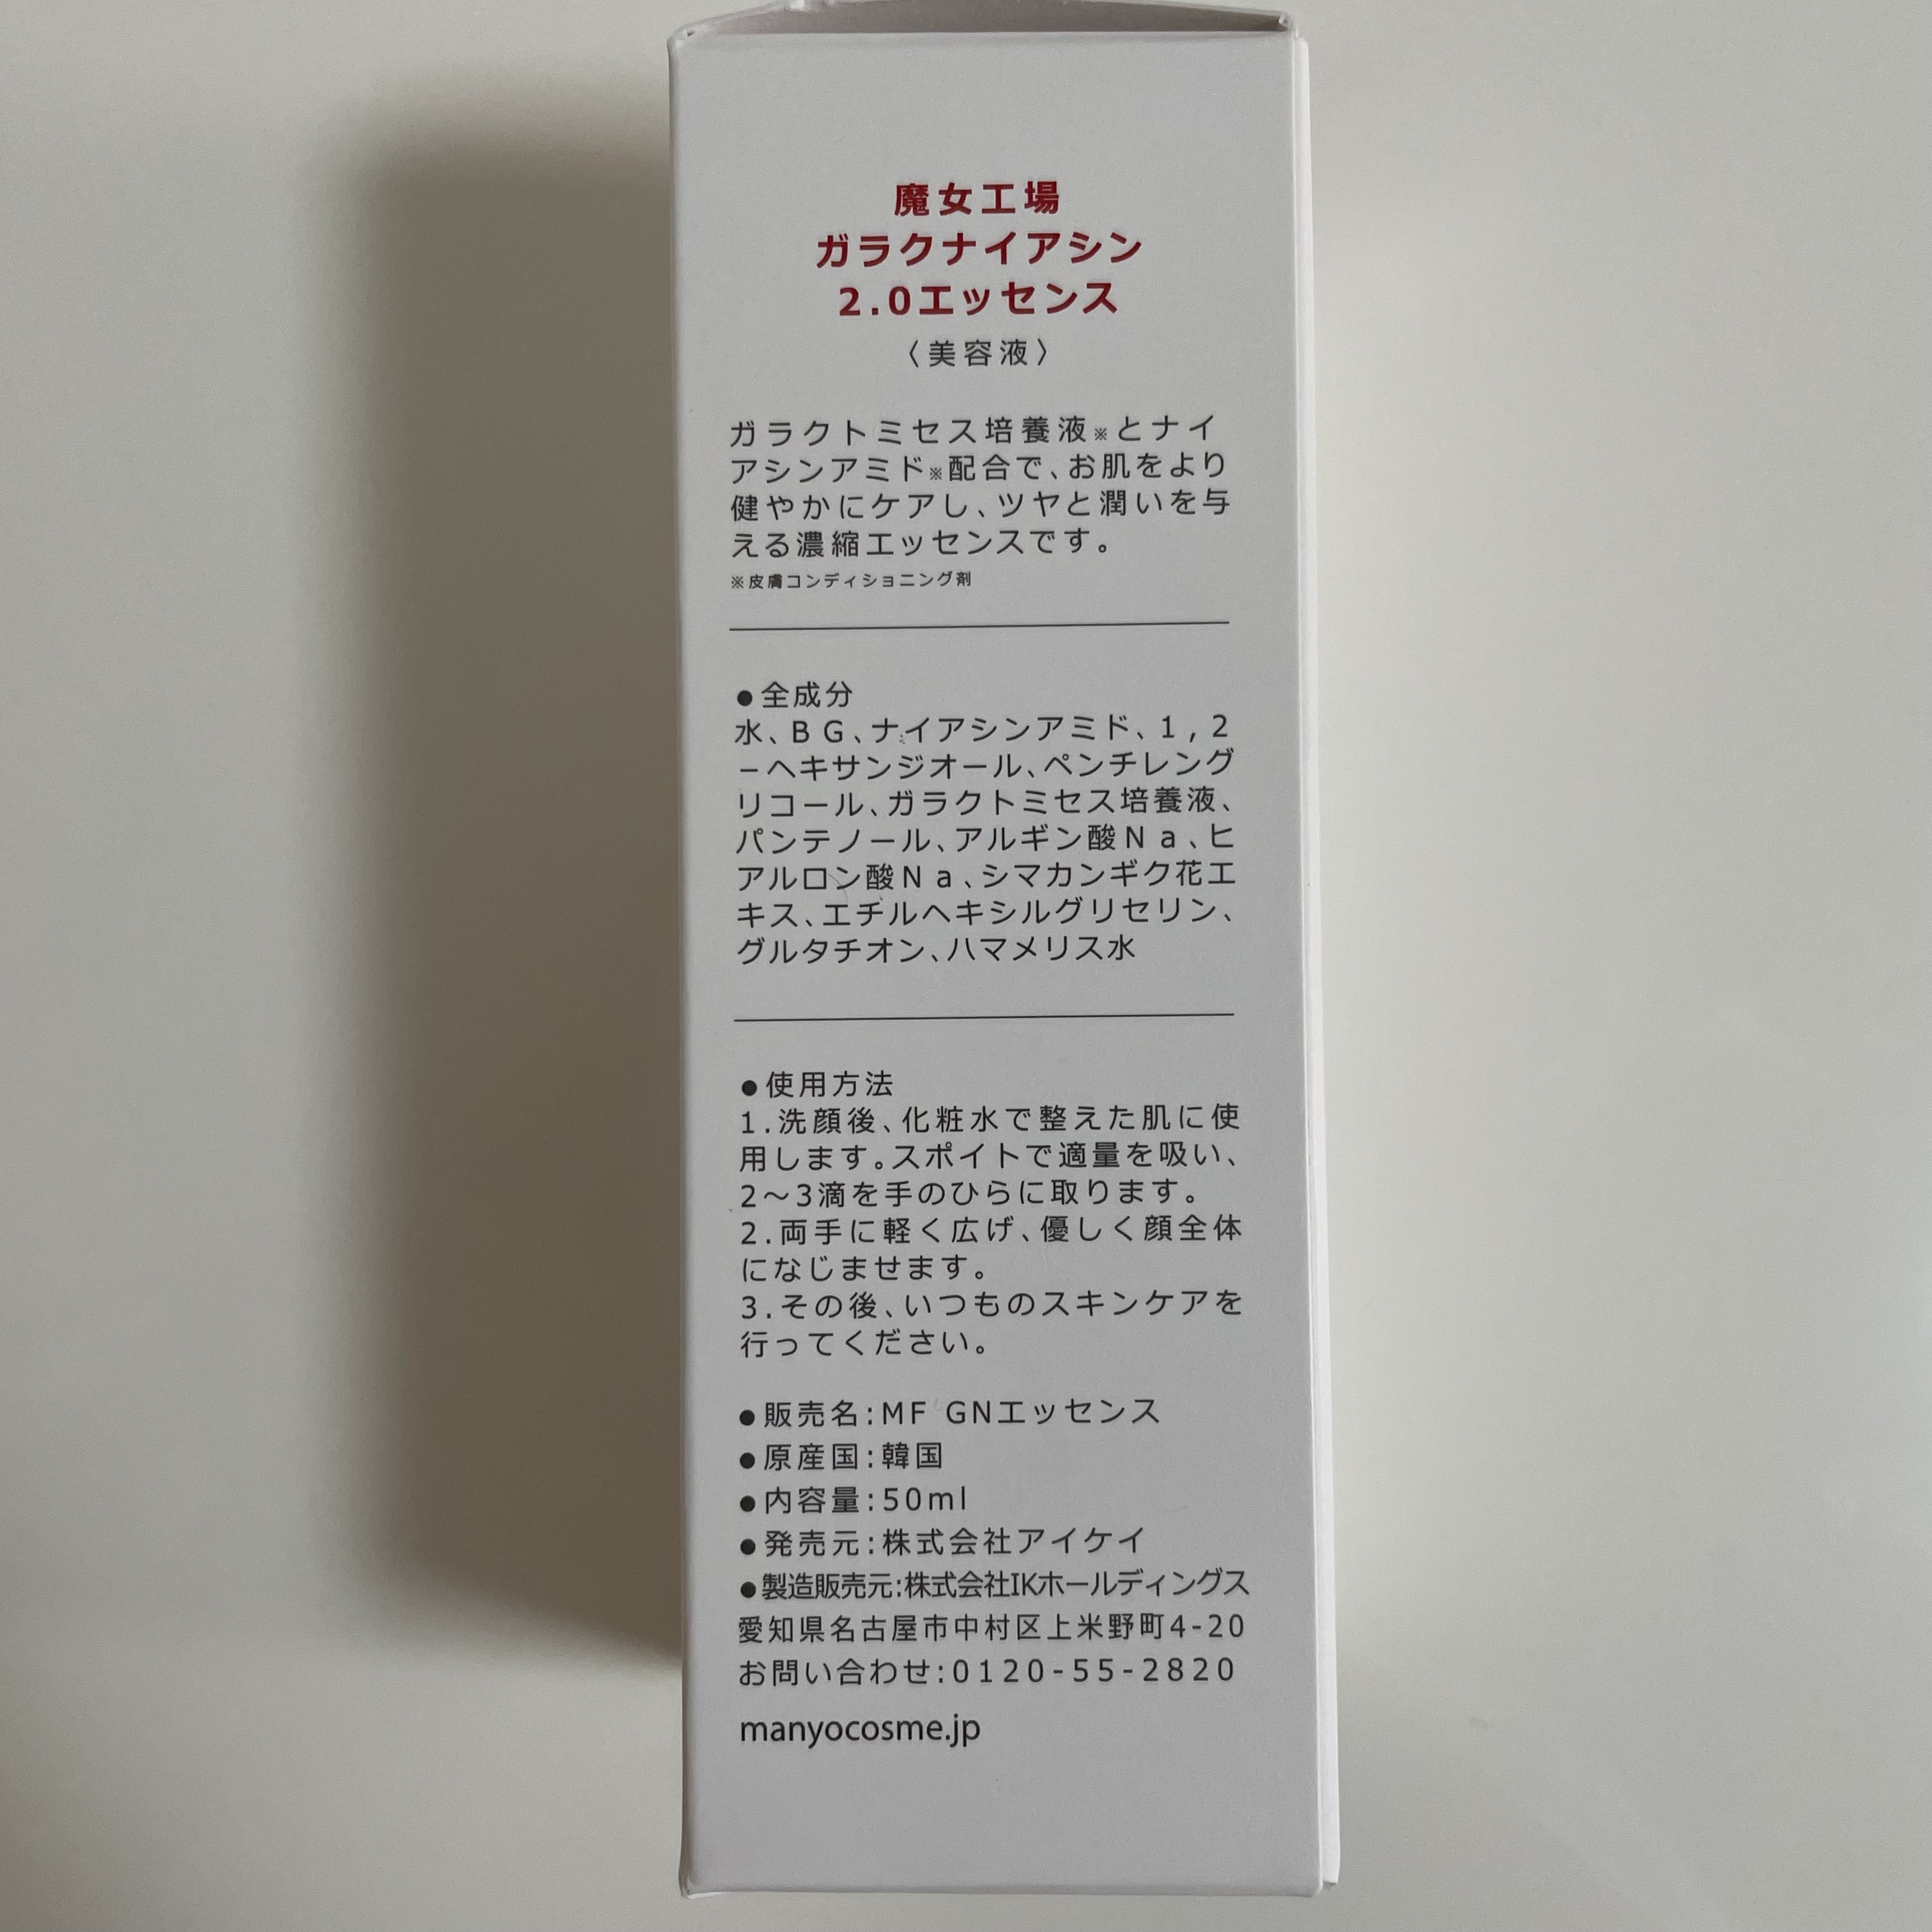 魔女工場
ガラクナイアシン
2.0エッセンス
〈美容液〉
ガラクトミセス培養液※とナイ
アシンアミド※配合で、お肌をより
健やかにケアし、ツヤと潤いを与
える濃縮エッセンスです。
※皮膚コンディショニング剤
●全成分
水、BG、ナイアシンアミド、1,2
－ヘキサンジオール、ペンチレング
リコール、ガラクトミセス培養液、
パンテノール、アルギン酸Na、ヒ
アルロン酸Na、シマカンギク花エ
キス、エチルヘキシルグリセリン、
グルタチオン、ハマメリス水
●使用方法
1.洗顔後、化粧水で整えた肌に使
用します。スポイトで適量を吸い、
2〜3滴を手のひらに取ります。
2.両手に軽く広げ、優しく顔全体
になじませます。
3.その後、いつものスキンケアを
行ってください。
●販売名:MF GNエッセンス
●原産国:韓国
●内容量:50ml
●発売元:株式会社アイケイ
●製造販売元:株式会社IKホールディングス
愛知県名古屋市中村区上米野町4-20
お問い合わせ:0120-55-2820
manyocosme.jp